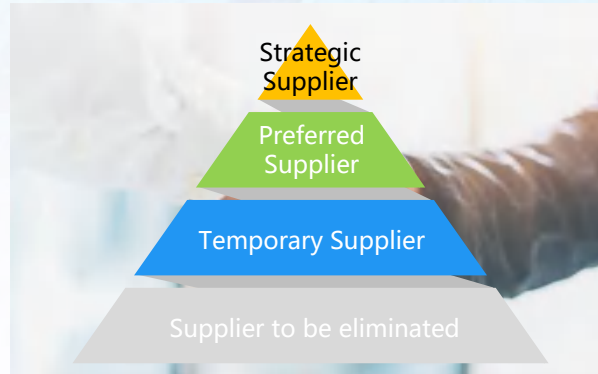 Strategic
Supplier
Preferred
Supplier
Temporary Supplier
Supplier to be eliminated